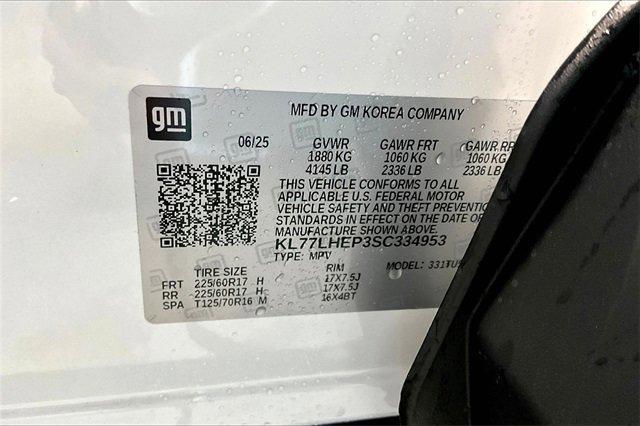 gm
MFD BY GM KOREA COMPANY
06/25 GVWR GAWR FRT GAWR RR
1880 KG 1060 KG 1060 KG
4145 LB 2336 LB 2336 LB
THIS VEHICLE CONFORMS TO ALL
APPLICABLE U.S. FEDERAL MOTOR
VEHICLE SAFETY AND THEFT PREVENTIO
STANDARDS IN EFFECT ON THE DATE O
MANUFACTURE SHOWN ABOVE.
KL77LHEP3SC334953
TYPE: MPV MODEL:
TIRE SIZE RIM
FRT 225/60R17 H 17X7.5J
RR 225/60R17 H 17X7.5J
SPA T125/70R16 M 16X4BT